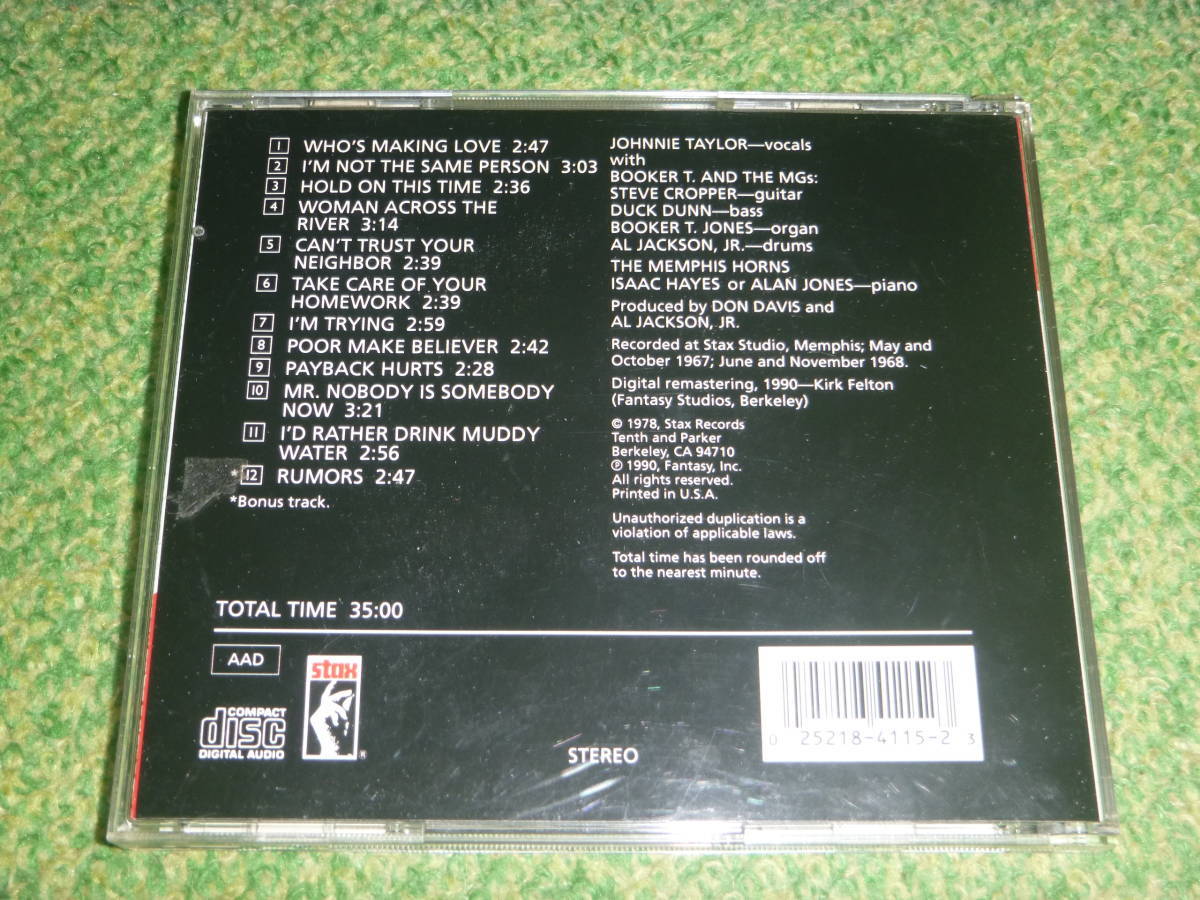 1 WHO'S MAKING LOVE 2:47
2 I'M NOT THE SAME PERSON 3:03
3 HOLD ON THIS TIME 2:36
4 WOMAN ACROSS THE
RIVER 3:14
5 CAN'T TRUST YOUR
NEIGHBOR 2:39
6 TAKE CARE OF YOUR
HOMEWORK 2:39
7 I'M TRYING 2:59
8 POOR MAKE BELIEVER 2:42
9 PAYBACK HURTS 2:28
10 MR. NOBODY IS SOMEBODY
NOW 3:21
11 I'D RATHER DRINK MUDDY
WATER 2:56
*12 RUMORS 2:47
*Bonus track.
JOHNNIE TAYLOR—vocals
with
BOOKER T. AND THE MGs:
STEVE CROPPER—guitar
DUCK DUNN—bass
BOOKER T. JONES—organ
AL JACKSON, JR.—drums
THE MEMPHIS HORNS
ISAAC HAYES or ALAN JONES—piano
Produced by DON DAVIS and
AL JACKSON, JR.
Recorded at Stax Studio, Memphis; May and
October 1967; June and November 1968.
Digital remastering, 1990—Kirk Felton
(Fantasy Studios, Berkeley)
© 1978, Stax Records
Tenth and Parker
Berkeley, CA 94710
℗ 1990, Fantasy, Inc.
All rights reserved.
Printed in U.S.A.
Unauthorized duplication is a
violation of applicable laws.
Total time has been rounded off
to the nearest minute.
TOTAL TIME 35:00
AAD
stax
®
COMPACT
disc
DIGITAL AUDIO
STEREO
0 25218-4115-2 3